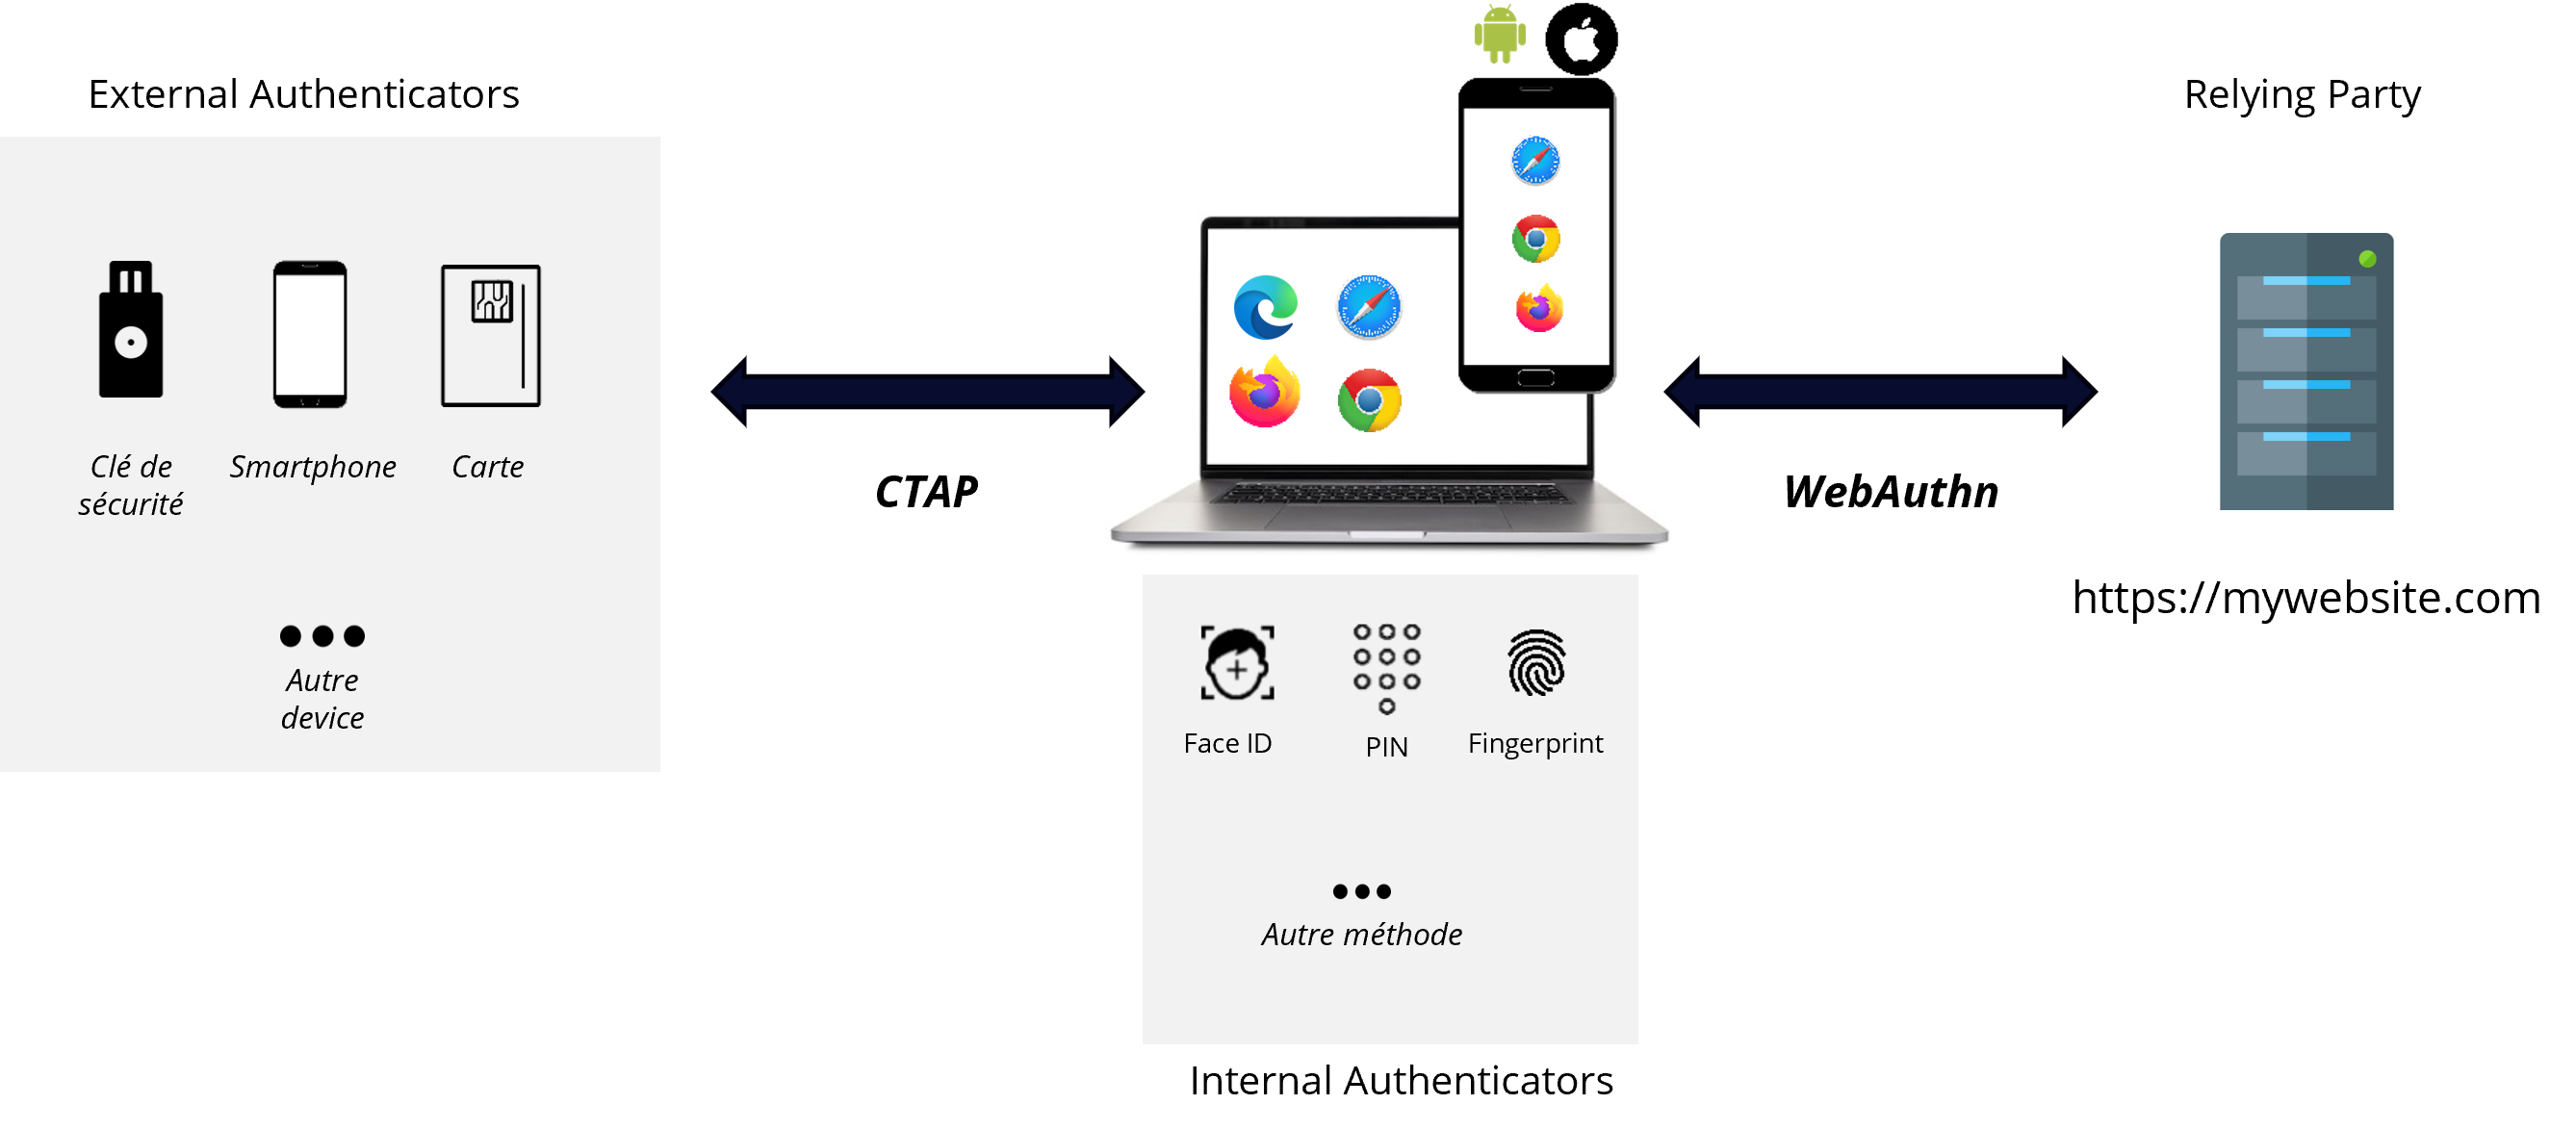 External Authenticators
Relying Party
Clé de
sécurité
Smartphone
Carte
CTAP
WebAuthn
https://mywebsite.com
Autre
device
Face ID
PIN
Fingerprint
Autre méthode
Internal Authenticators